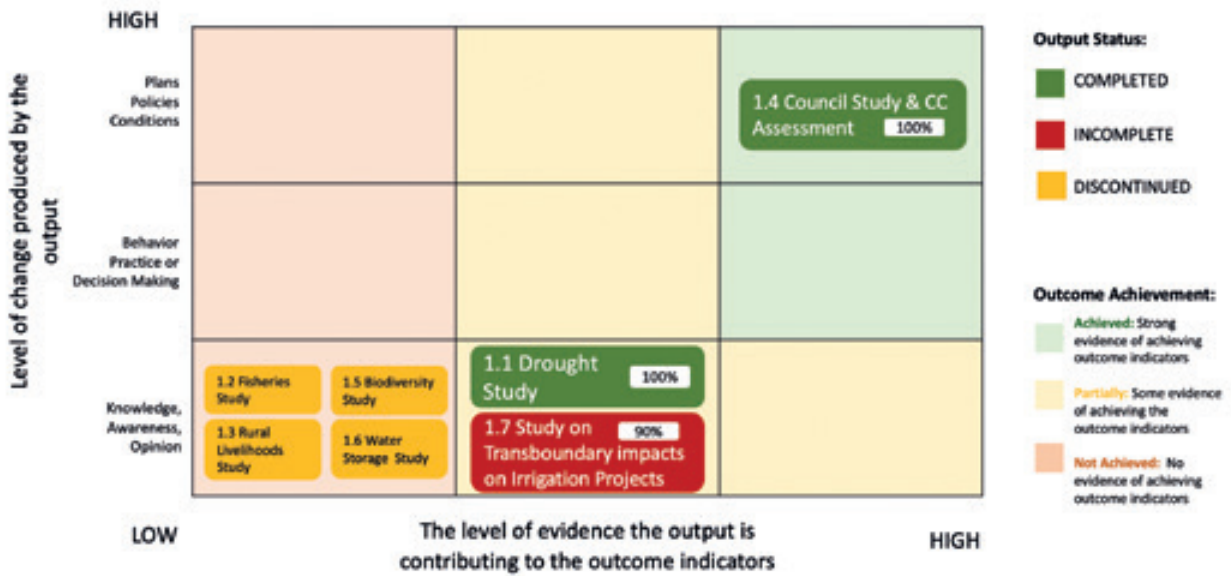 HIGH
Level of change produced by the
output
Plans
Policies
Conditions
Behavior
Practice or
Decision Making
Knowledge,
Awareness,
Opinion
1.4 Council Study & CC
Assessment 100%
1.2 Fisheries
Study
1.5 Biodiversity
Study
1.3 Rural
Livelihoods
Study
1.6 Water
Storage Study
1.1 Drought
Study
100%
1.7 Study on
90%
Transboundary impacts
on Irrigation Projects
LOW
The level of evidence the output is
contributing to the outcome indicators
HIGH
Output Status:
COMPLETED
INCOMPLETE
DISCONTINUED
Outcome Achievement:
Achieved: Strong
evidence of achieving
outcome indicators
Partially: Some evidence
of achieving the
outcome indicators
Not Achieved: No
evidence of achieving
outcome indicators